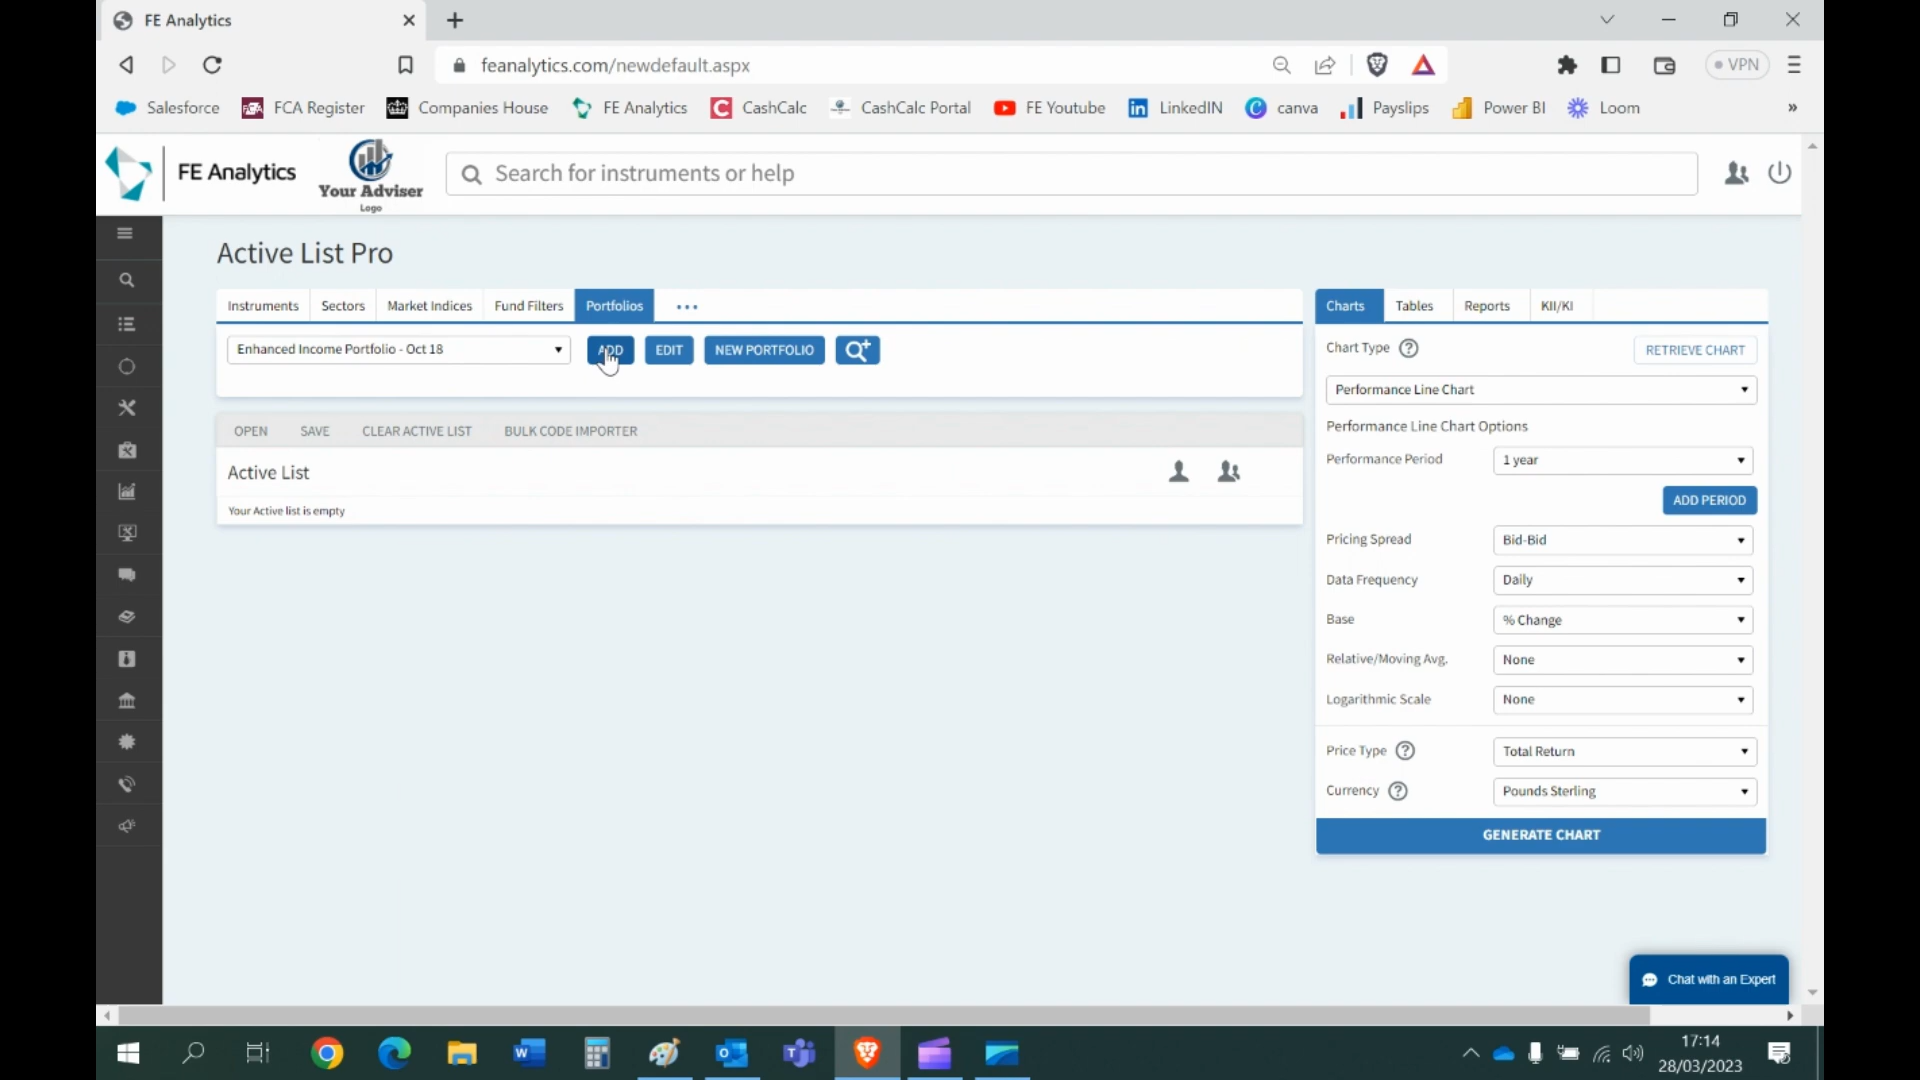 FE Analytics
feanalytics.com/newdefault.aspx
VPN
Salesforce
FCA Register
Companies House
FE Analytics
CashCalc
CashCalc Portal
FE Youtube
LinkedIN
canva
Payslips
Power BI
Loom
»
FE Analytics
Your Adviser
Logo
Search for instruments or help
Active List Pro
Instruments
Sectors
Market Indices
Fund Filters
Portfolios
Enhanced Income Portfolio - Oct 18
ADD
EDIT
NEW PORTFOLIO
OPEN
SAVE
CLEAR ACTIVE LIST
BULK CODE IMPORTER
Active List
Your Active list is empty
Charts
Tables
Reports
KII/KI
Chart Type ?
RETRIEVE CHART
Performance Line Chart
Performance Line Chart Options
Performance Period
1 year
ADD PERIOD
Pricing Spread
Bid-Bid
Data Frequency
Daily
Base
% Change
Relative/Moving Avg.
None
Logarithmic Scale
None
Price Type ?
Total Return
Currency ?
Pounds Sterling
GENERATE CHART
Chat with an Expert
17:14
28/03/2023